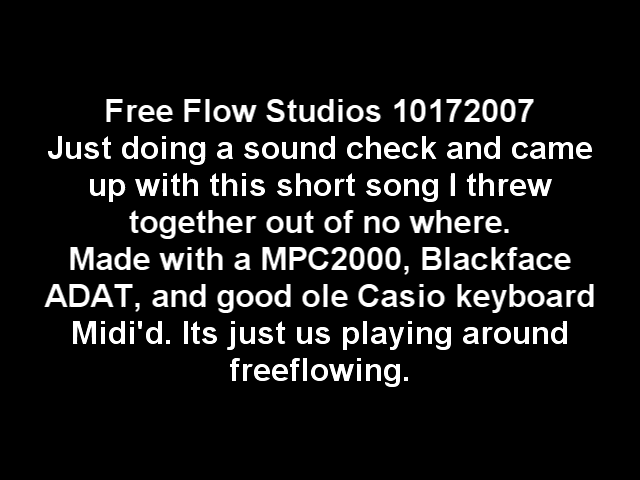 Free Flow Studios 10172007
Just doing a sound check and came
up with this short song I threw
together out of no where.
Made with a MPC2000, Blackface
ADAT, and good ole Casio keyboard
Midi'd. Its just us playing around
freeflowing.